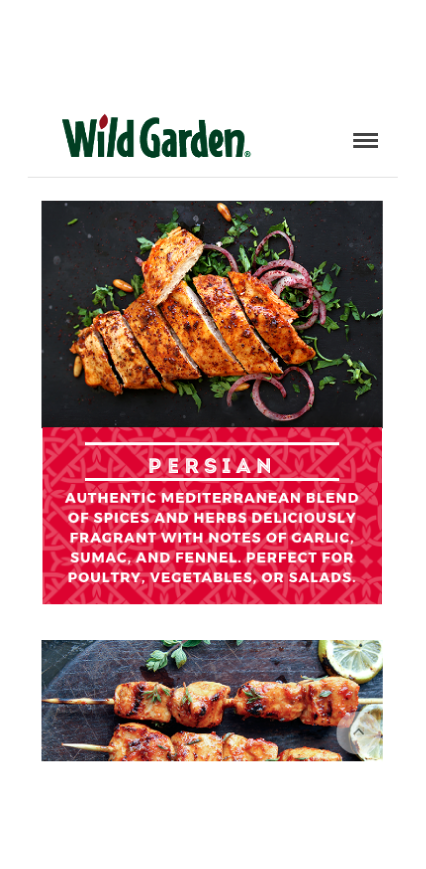 Wild Garden®
PERSIAN
AUTHENTIC MEDITERRANEAN BLEND
OF SPICES AND HERBS DELICIOUSLY
FRAGRANT WITH NOTES OF GARLIC,
SUMAC, AND FENNEL. PERFECT FOR
POULTRY, VEGETABLES, OR SALADS.